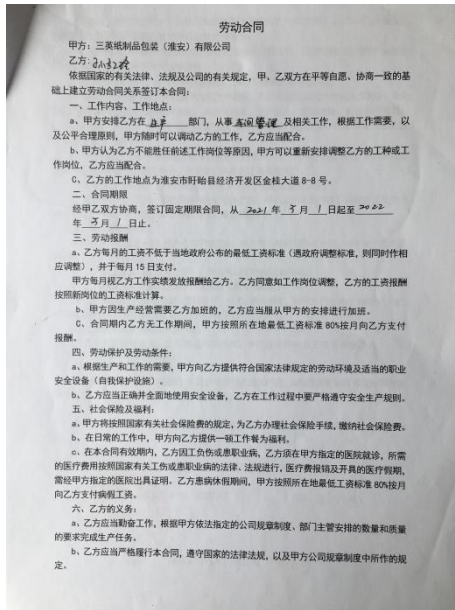 劳动合同
甲方：三英纸制品包装（淮安）有限公司
乙方：
依据国家的有关法律、法规及公司的有关规定，甲、乙双方在平等自愿、协商一致的基
础上建立劳动合同关系签订本合同：
一、工作内容、工作地点：
a、甲方安排乙方在 生产 部门，从事 车间管理 及相关工作，根据工作需要，以
及公平合理原则，甲方随时可以调动乙方的工作，乙方应当配合。
b、甲方认为乙方不能胜任前述工作岗位等原因，甲方可以重新安排调整乙方的工种或工
作岗位，乙方应当配合。
C、乙方的工作地点为淮安市盱眙县经济开发区金桂大道 8-8 号。
二、合同期限
经甲乙双方协商，签订固定期限合同，从 2021 年 3 月 1 日起至 2022
年 3 月 1 日止。
三、劳动报酬
a、乙方每月的工资不低于当地政府公布的最低工资标准（遇政府调整标准，则同时作相
应调整），并于每月 15 日支付。
甲方每月视乙方工作实绩发放报酬给乙方。乙方同意如工作岗位调整，乙方的工资报酬
按照新岗位的工资标准计算。
b、甲方因生产经营需要乙方加班的，乙方应当服从甲方的安排进行加班。
C、合同期内乙方无工作期间，甲方按照所在地最低工资标准 80%按月向乙方支付
报酬。
四、劳动保护及劳动条件：
a、根据生产和工作的需要，甲方向乙方提供符合国家法律规定的劳动环境及适当的职业
安全设备（自我保护设施）。
b、乙方应当正确并全面地使用安全设备，乙方在工作过程中要严格遵守安全生产规则。
五、社会保险及福利：
a、甲方将按照国家有关社会保险费的规定，为乙方办理社会保险手续，缴纳社会保险费。
b、在日常的工作中，甲方向乙方提供一顿工作餐为福利。
c、在本合同有效期内，乙方因工负伤或患职业病，乙方须在甲方指定的医院就诊，所需
的医疗费用按照国家有关工伤或患职业病的法律、法规进行，医疗费报销及开具的医疗假期，
需经甲方指定的医院出具证明。乙方患病休假期间，甲方按照所在地最低工资标准 80%按月
向乙方支付病假工资。
六、乙方的义务：
a、乙方应当勤奋工作，根据甲方依法指定的公司规章制度、部门主管安排的数量和质量
的要求完成生产任务。
b、乙方应当严格履行本合同，遵守国家的法律法规，以及甲方公司规章制度中所作的规
定。